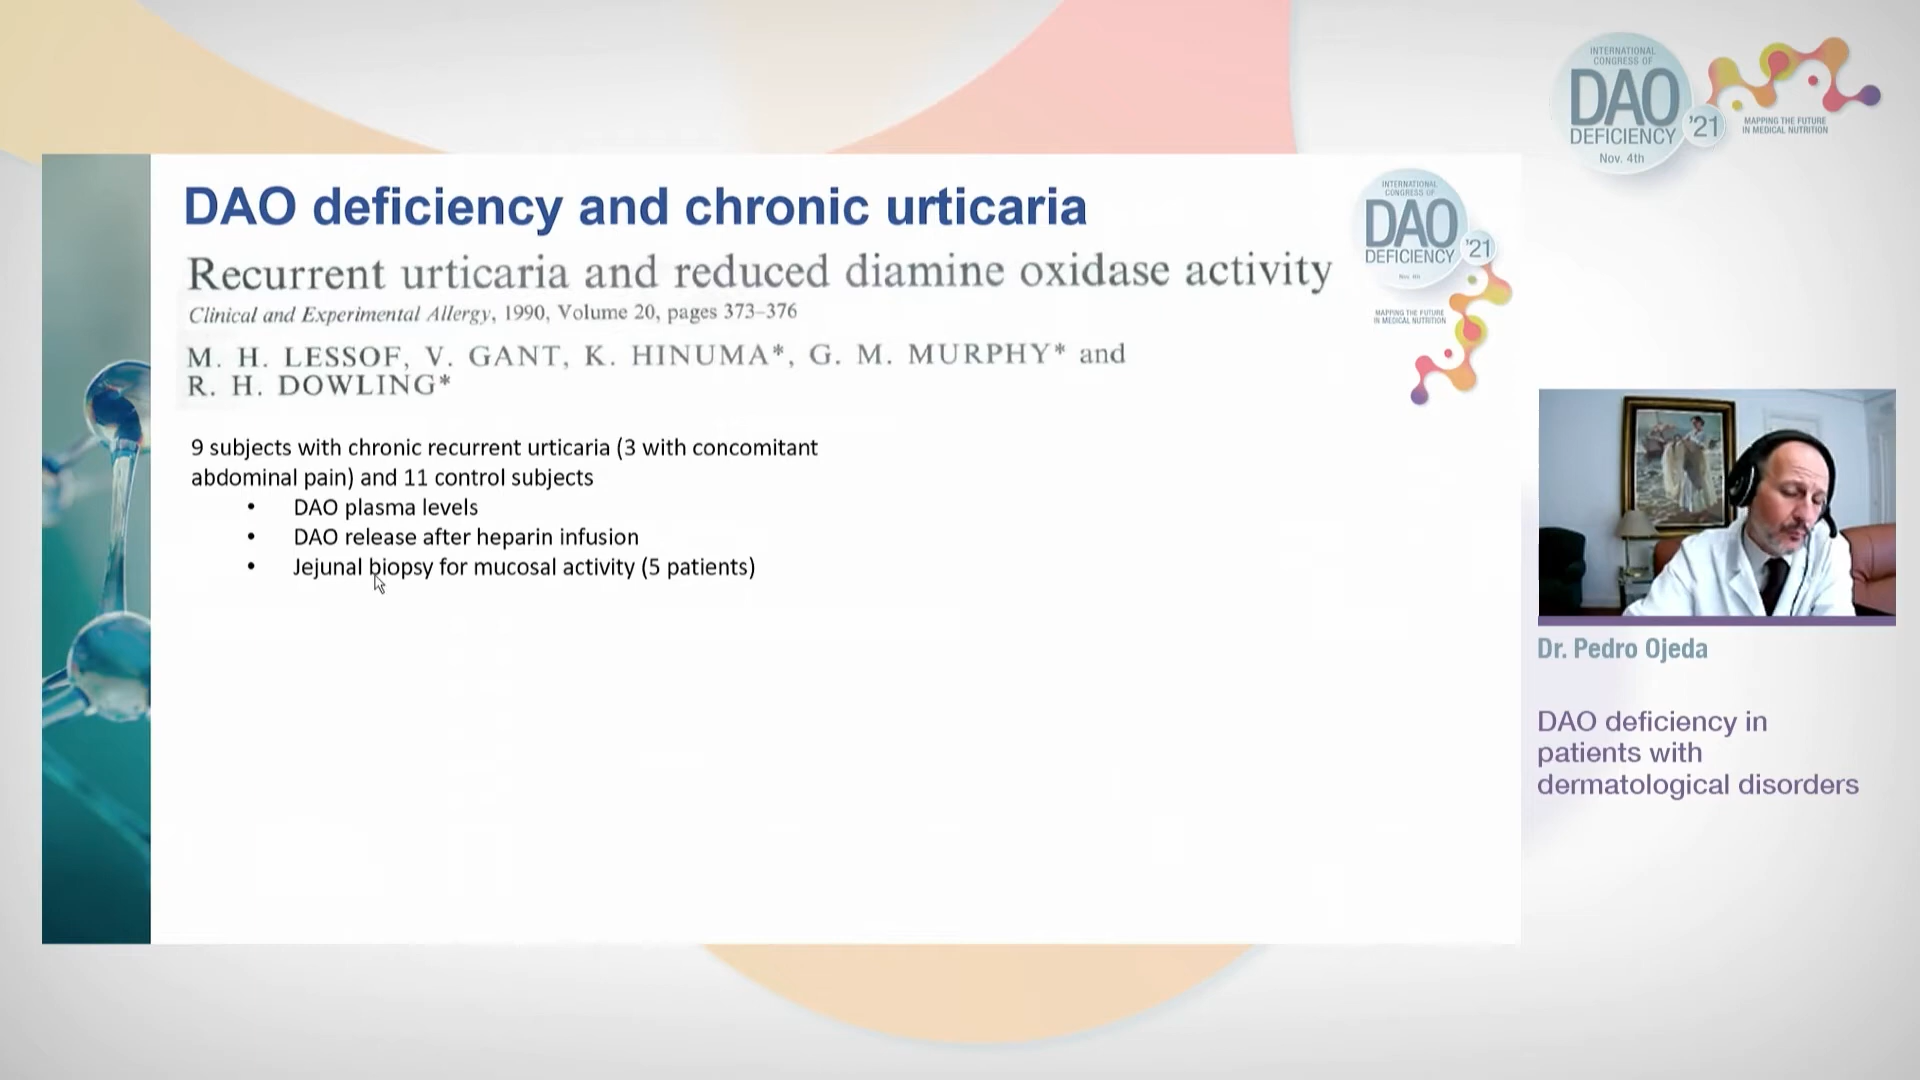 INTERNATIONAL
CONGRESS OF
DAO
DEFICIENCY
'21
Nov. 4th
MAPPING THE FUTURE
IN MEDICAL NUTRITION
DAO deficiency and chronic urticaria
Recurrent urticaria and reduced diamine oxidase activity
Clinical and Experimental Allergy, 1990, Volume 20, pages 373–376
M. H. LESSOF, V. GANT, K. HINUMA*, G. M. MURPHY* and
R. H. DOWLING*
INTERNATIONAL
CONGRESS OF
DAO
DEFICIENCY
'21
Nov. 4th
MAPPING THE FUTURE
IN MEDICAL NUTRITION
9 subjects with chronic recurrent urticaria (3 with concomitant
abdominal pain) and 11 control subjects
• DAO plasma levels
• DAO release after heparin infusion
• Jejunal biopsy for mucosal activity (5 patients)
Dr. Pedro Ojeda
DAO deficiency in
patients with
dermatological disorders